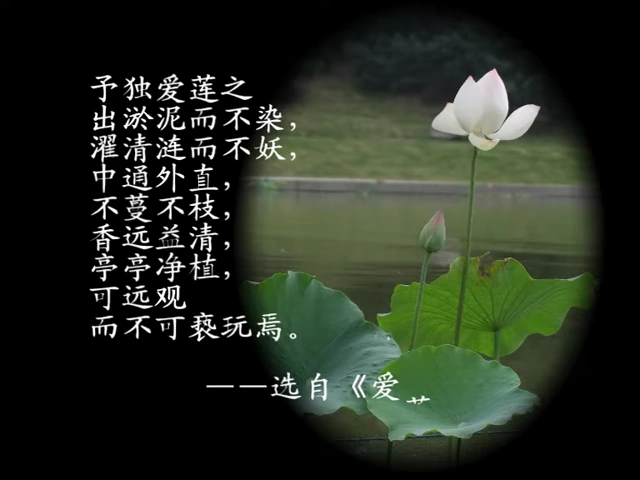 予独爱莲之
出淤泥而不染，
濯清涟而不妖，
中通外直，
不蔓不枝，
香远益清，
亭亭净植，
可远观
而不可亵玩焉。
——选自《爱